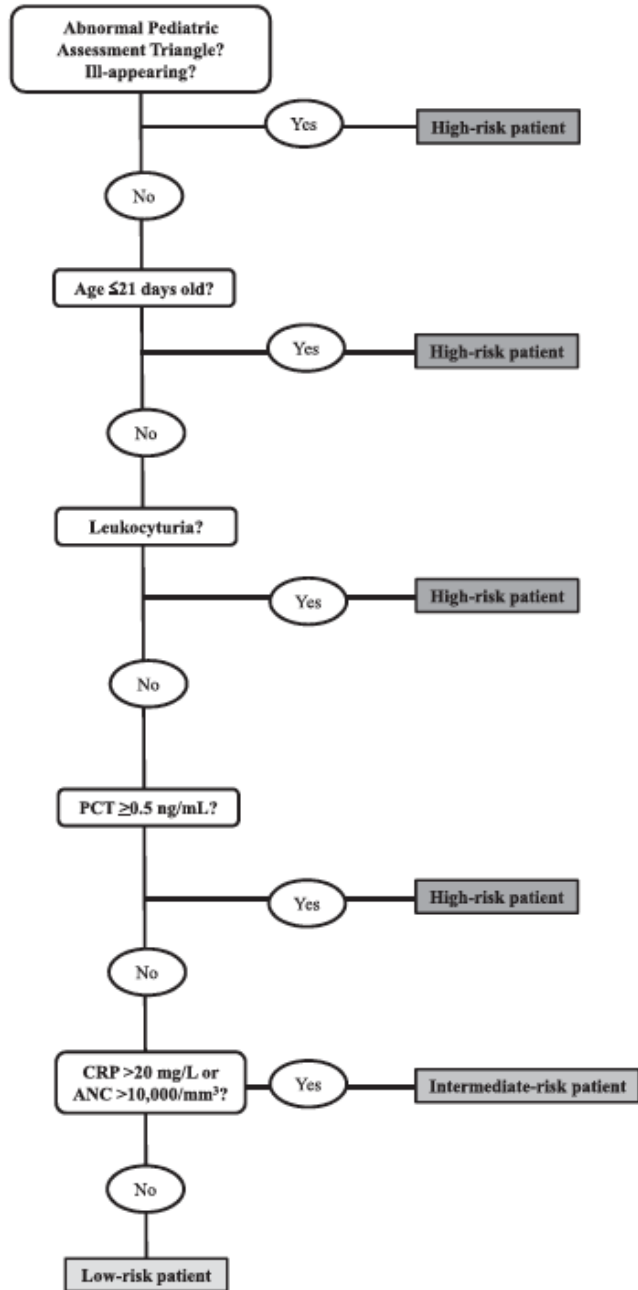 Abnormal Pediatric
Assessment Triangle?
Ill-appearing?
Yes
High-risk patient
No
Age ≤21 days old?
Yes
High-risk patient
No
Leukocyturia?
Yes
High-risk patient
No
PCT ≥0.5 ng/mL?
Yes
High-risk patient
No
CRP >20 mg/L or
ANC >10,000/mm³?
Yes
Intermediate-risk patient
No
Low-risk patient